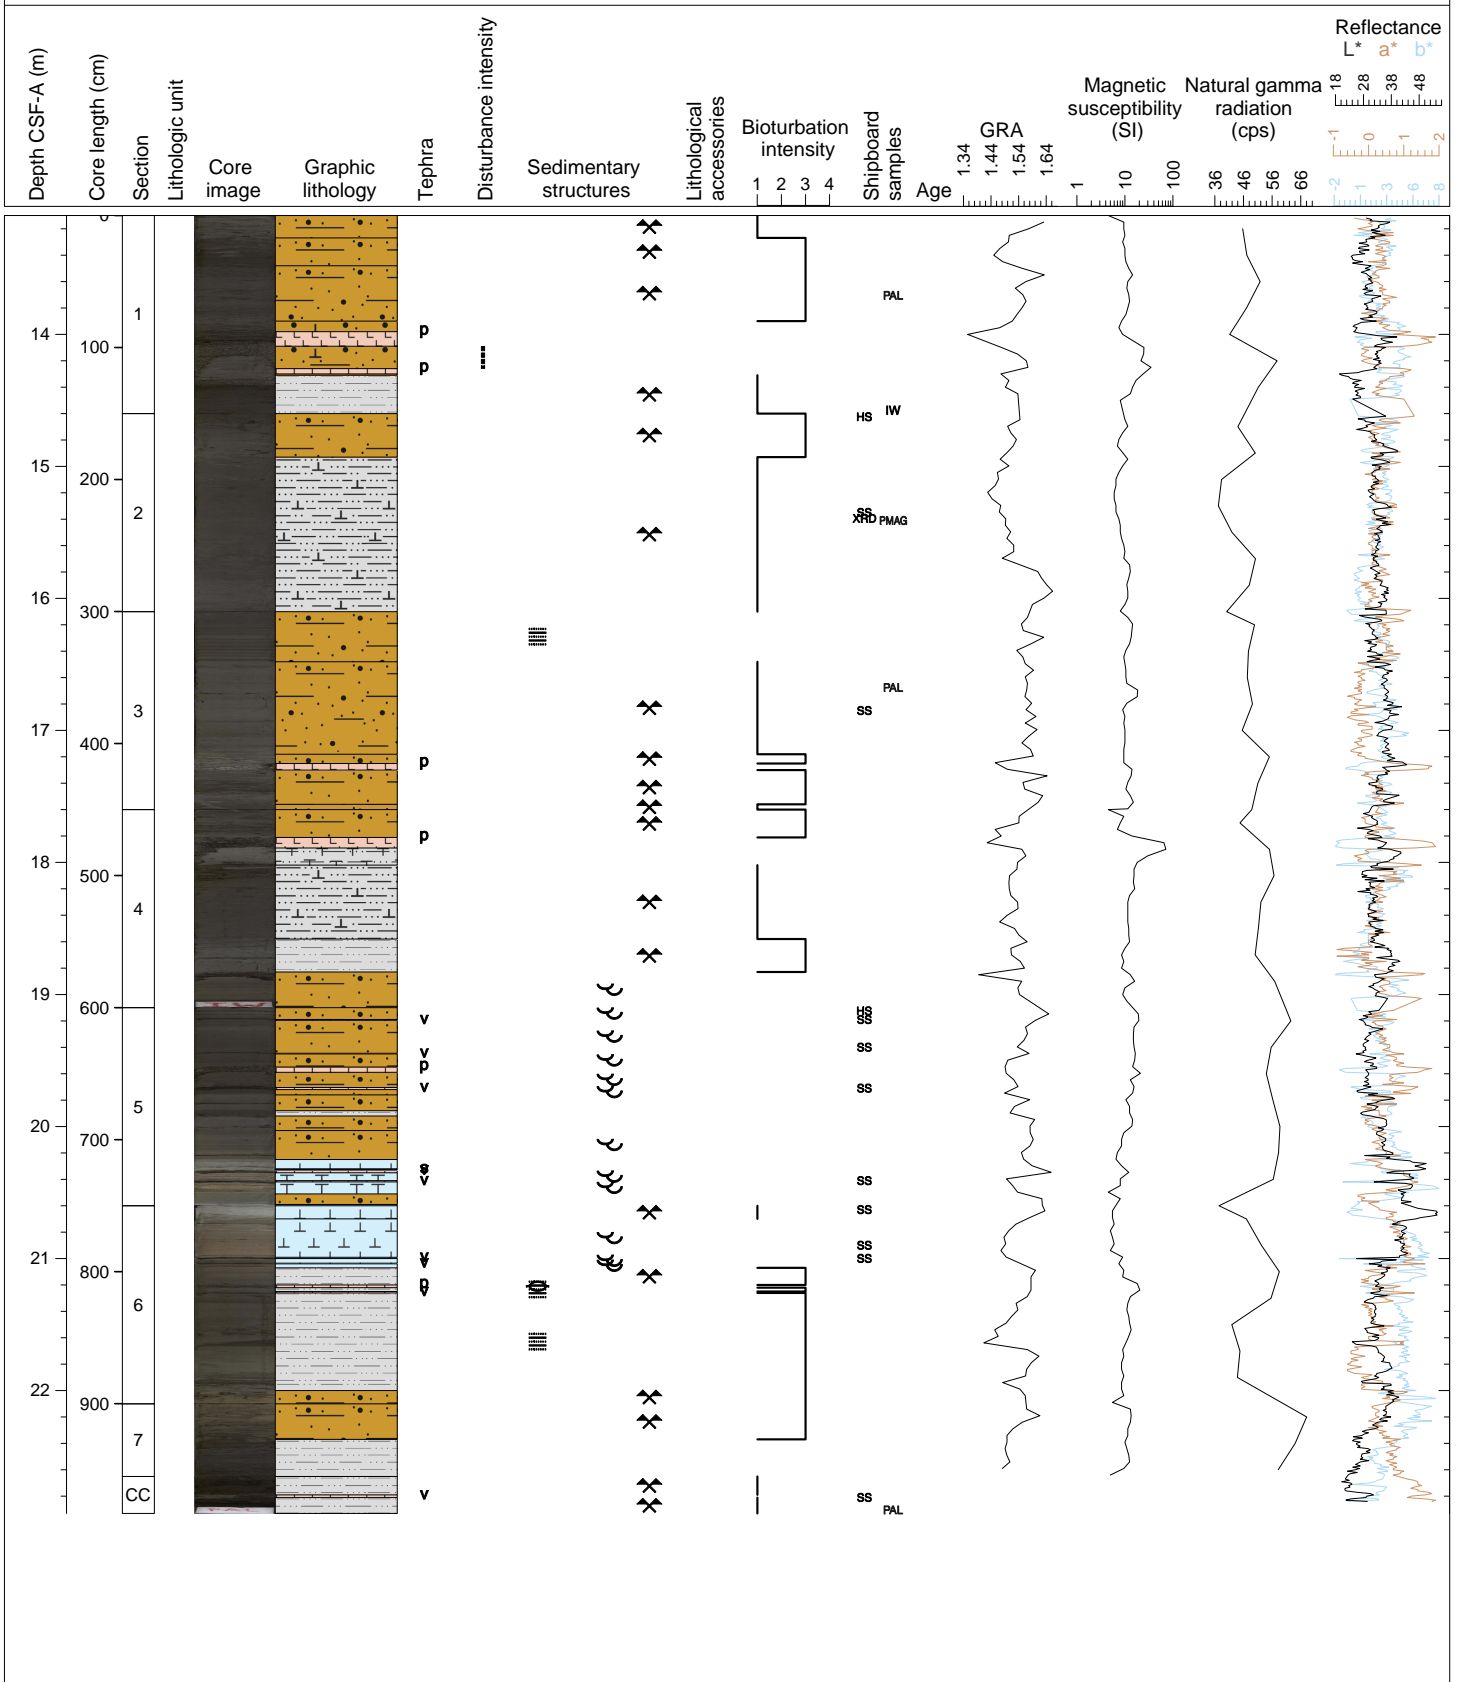 Depth CSF-A (m)
Core length (cm)
Section
Lithologic unit
Core image
Graphic lithology
Tephra
Disturbance intensity
Sedimentary structures
Lithological accessories
Bioturbation intensity
1 2 3 4
Shipboard samples
Age
GRA
1.34 1.44 1.54 1.64
Magnetic susceptibility (SI)
1 10 100
Natural gamma radiation (cps)
36 46 56 66
Reflectance
L* a* b*
18 28 38 48
-1 0 1 2
-2 1 3 6 8
0
1
PAL
14
p
100
p
IW
HS
15
200
2
SS
XRD PMAG
16
300
PAL
3
SS
17
400
p
p
18
500
4
19
600
HS
v
SS
v
SS
p
v
SS
5
20
700
s
v
SS
SS
SS
21
v
SS
v
800
p
v
6
22
900
7
CC
v
SS
PAL